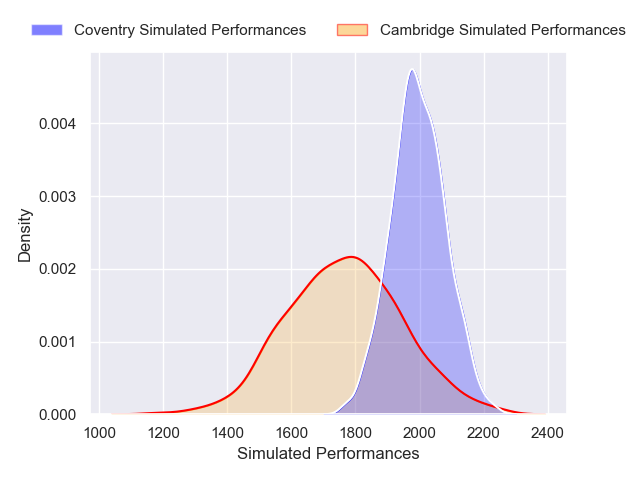 Coventry Simulated Performances Cambridge Simulated Performances
0.004
0.003
0.002
0.001
0.000
Density
1000 1200 1400 1600 1800 2000 2200 2400
Simulated Performances